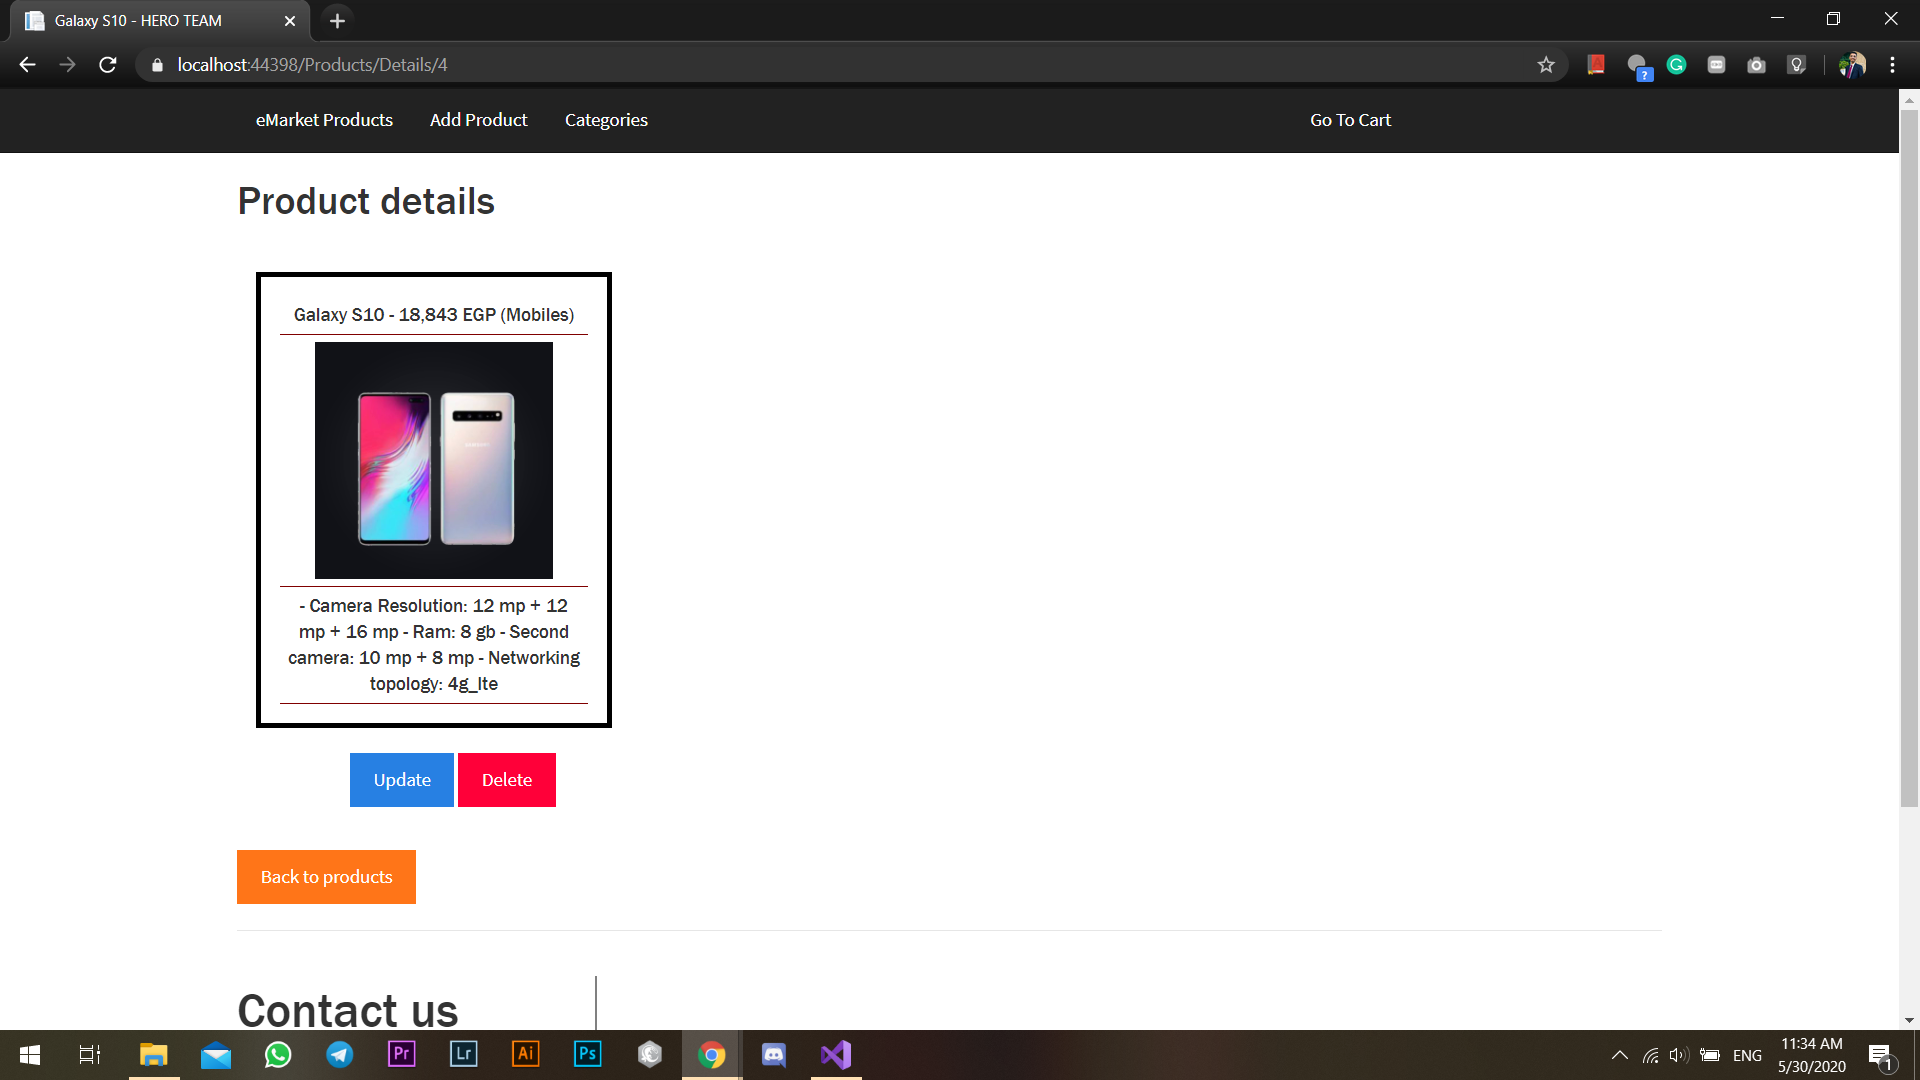 Galaxy S10 - HERO TEAM
localhost:44398/Products/Details/4
eMarket Products
Add Product
Categories
Go To Cart
Product details
Galaxy S10 - 18,843 EGP (Mobiles)
SAMSUNG
- Camera Resolution: 12 mp + 12
mp + 16 mp - Ram: 8 gb - Second
camera: 10 mp + 8 mp - Networking
topology: 4g_lte
Update
Delete
Back to products
Contact us
Pr
Lr
Ai
Ps
ENG
11:34 AM
5/30/2020
1